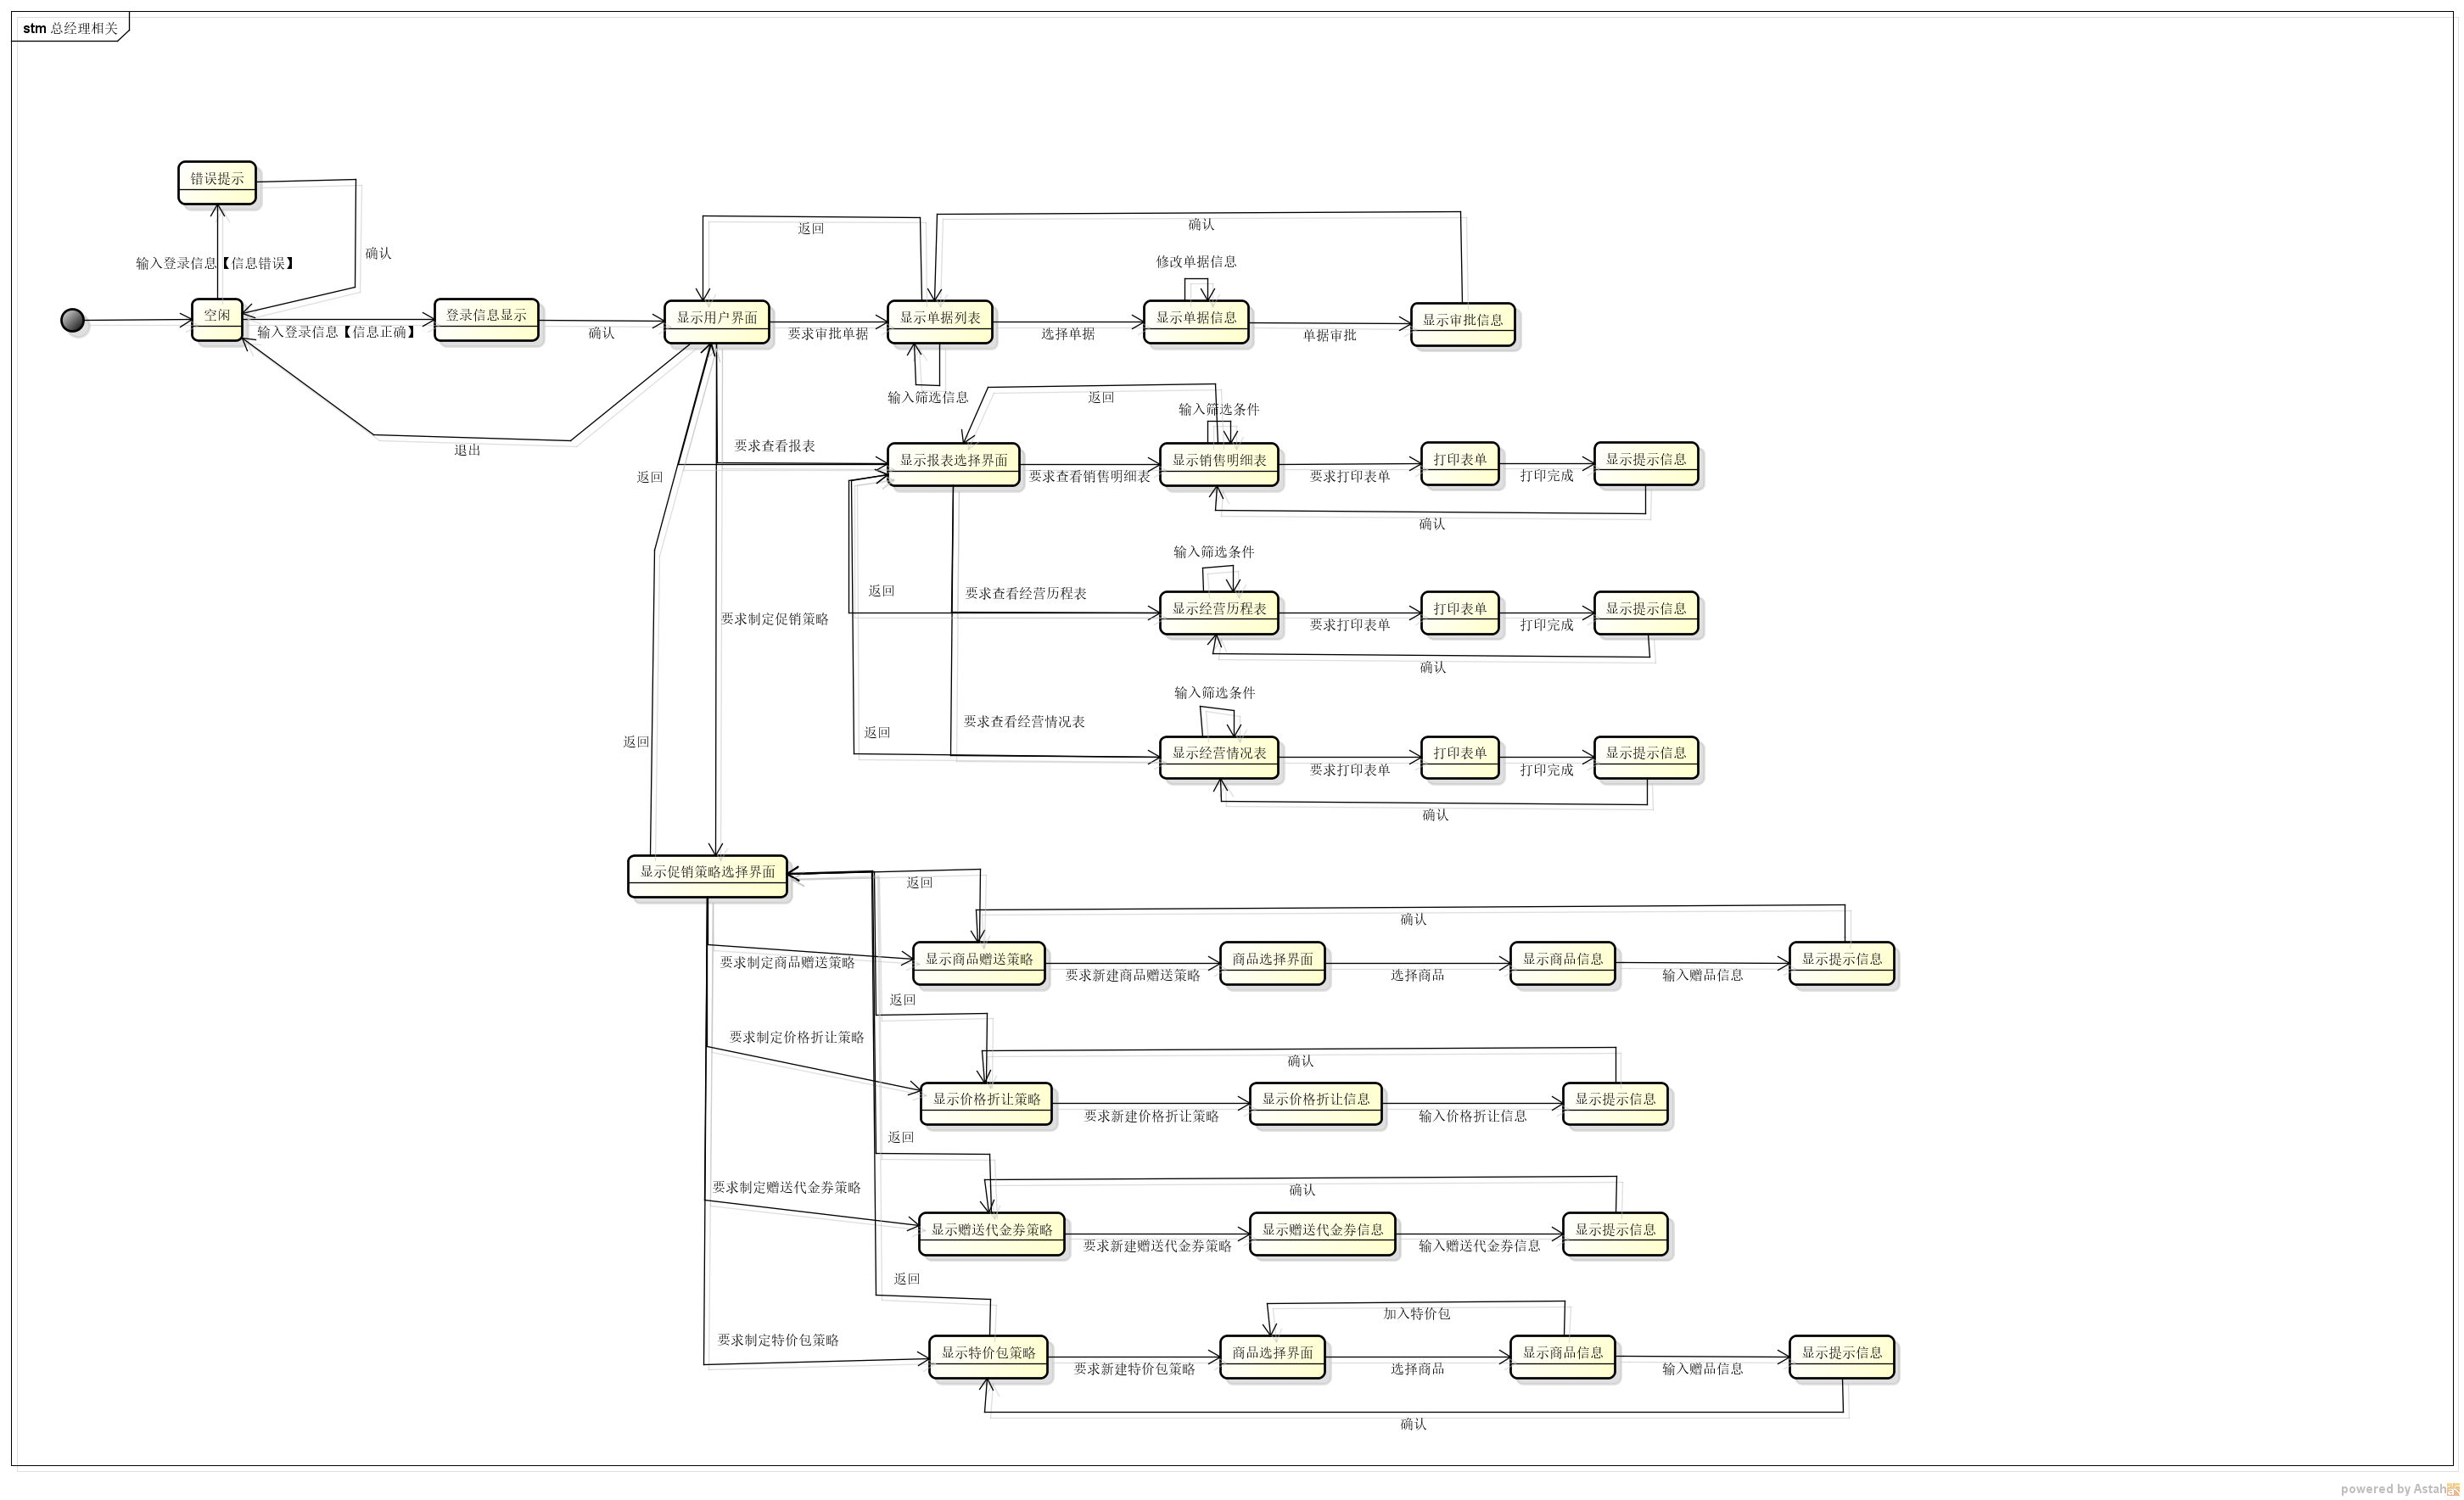 stm 总经理相关
错误提示
确认
输入登录信息【信息错误】
空闲
输入登录信息【信息正确】
登录信息显示
确认
显示用户界面
返回
要求审批单据
显示单据列表
输入筛选信息
选择单据
修改单据信息
显示单据信息
单据审批
显示审批信息
确认
退出
返回
要求查看报表
显示报表选择界面
返回
要求查看销售明细表
输入筛选条件
显示销售明细表
要求打印表单
打印表单
打印完成
显示提示信息
确认
返回
要求查看经营历程表
输入筛选条件
显示经营历程表
要求打印表单
打印表单
打印完成
显示提示信息
确认
要求制定促销策略
返回
返回
要求查看经营情况表
输入筛选条件
显示经营情况表
要求打印表单
打印表单
打印完成
显示提示信息
确认
显示促销策略选择界面
返回
要求制定商品赠送策略
显示商品赠送策略
要求新建商品赠送策略
商品选择界面
选择商品
显示商品信息
输入赠品信息
显示提示信息
确认
返回
要求制定价格折让策略
显示价格折让策略
要求新建价格折让策略
显示价格折让信息
输入价格折让信息
显示提示信息
确认
返回
要求制定赠送代金券策略
显示赠送代金券策略
要求新建赠送代金券策略
显示赠送代金券信息
输入赠送代金券信息
显示提示信息
确认
返回
要求制定特价包策略
显示特价包策略
要求新建特价包策略
商品选择界面
加入特价包
选择商品
显示商品信息
输入赠品信息
显示提示信息
确认
powered by Astah